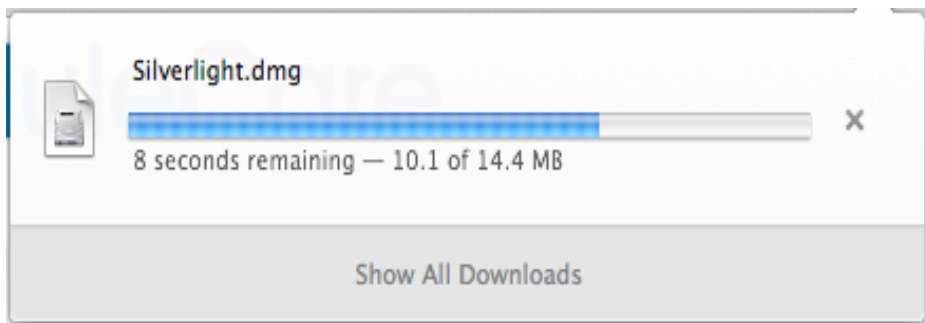 Silverlight.dmg
8 seconds remaining — 10.1 of 14.4 MB
Show All Downloads